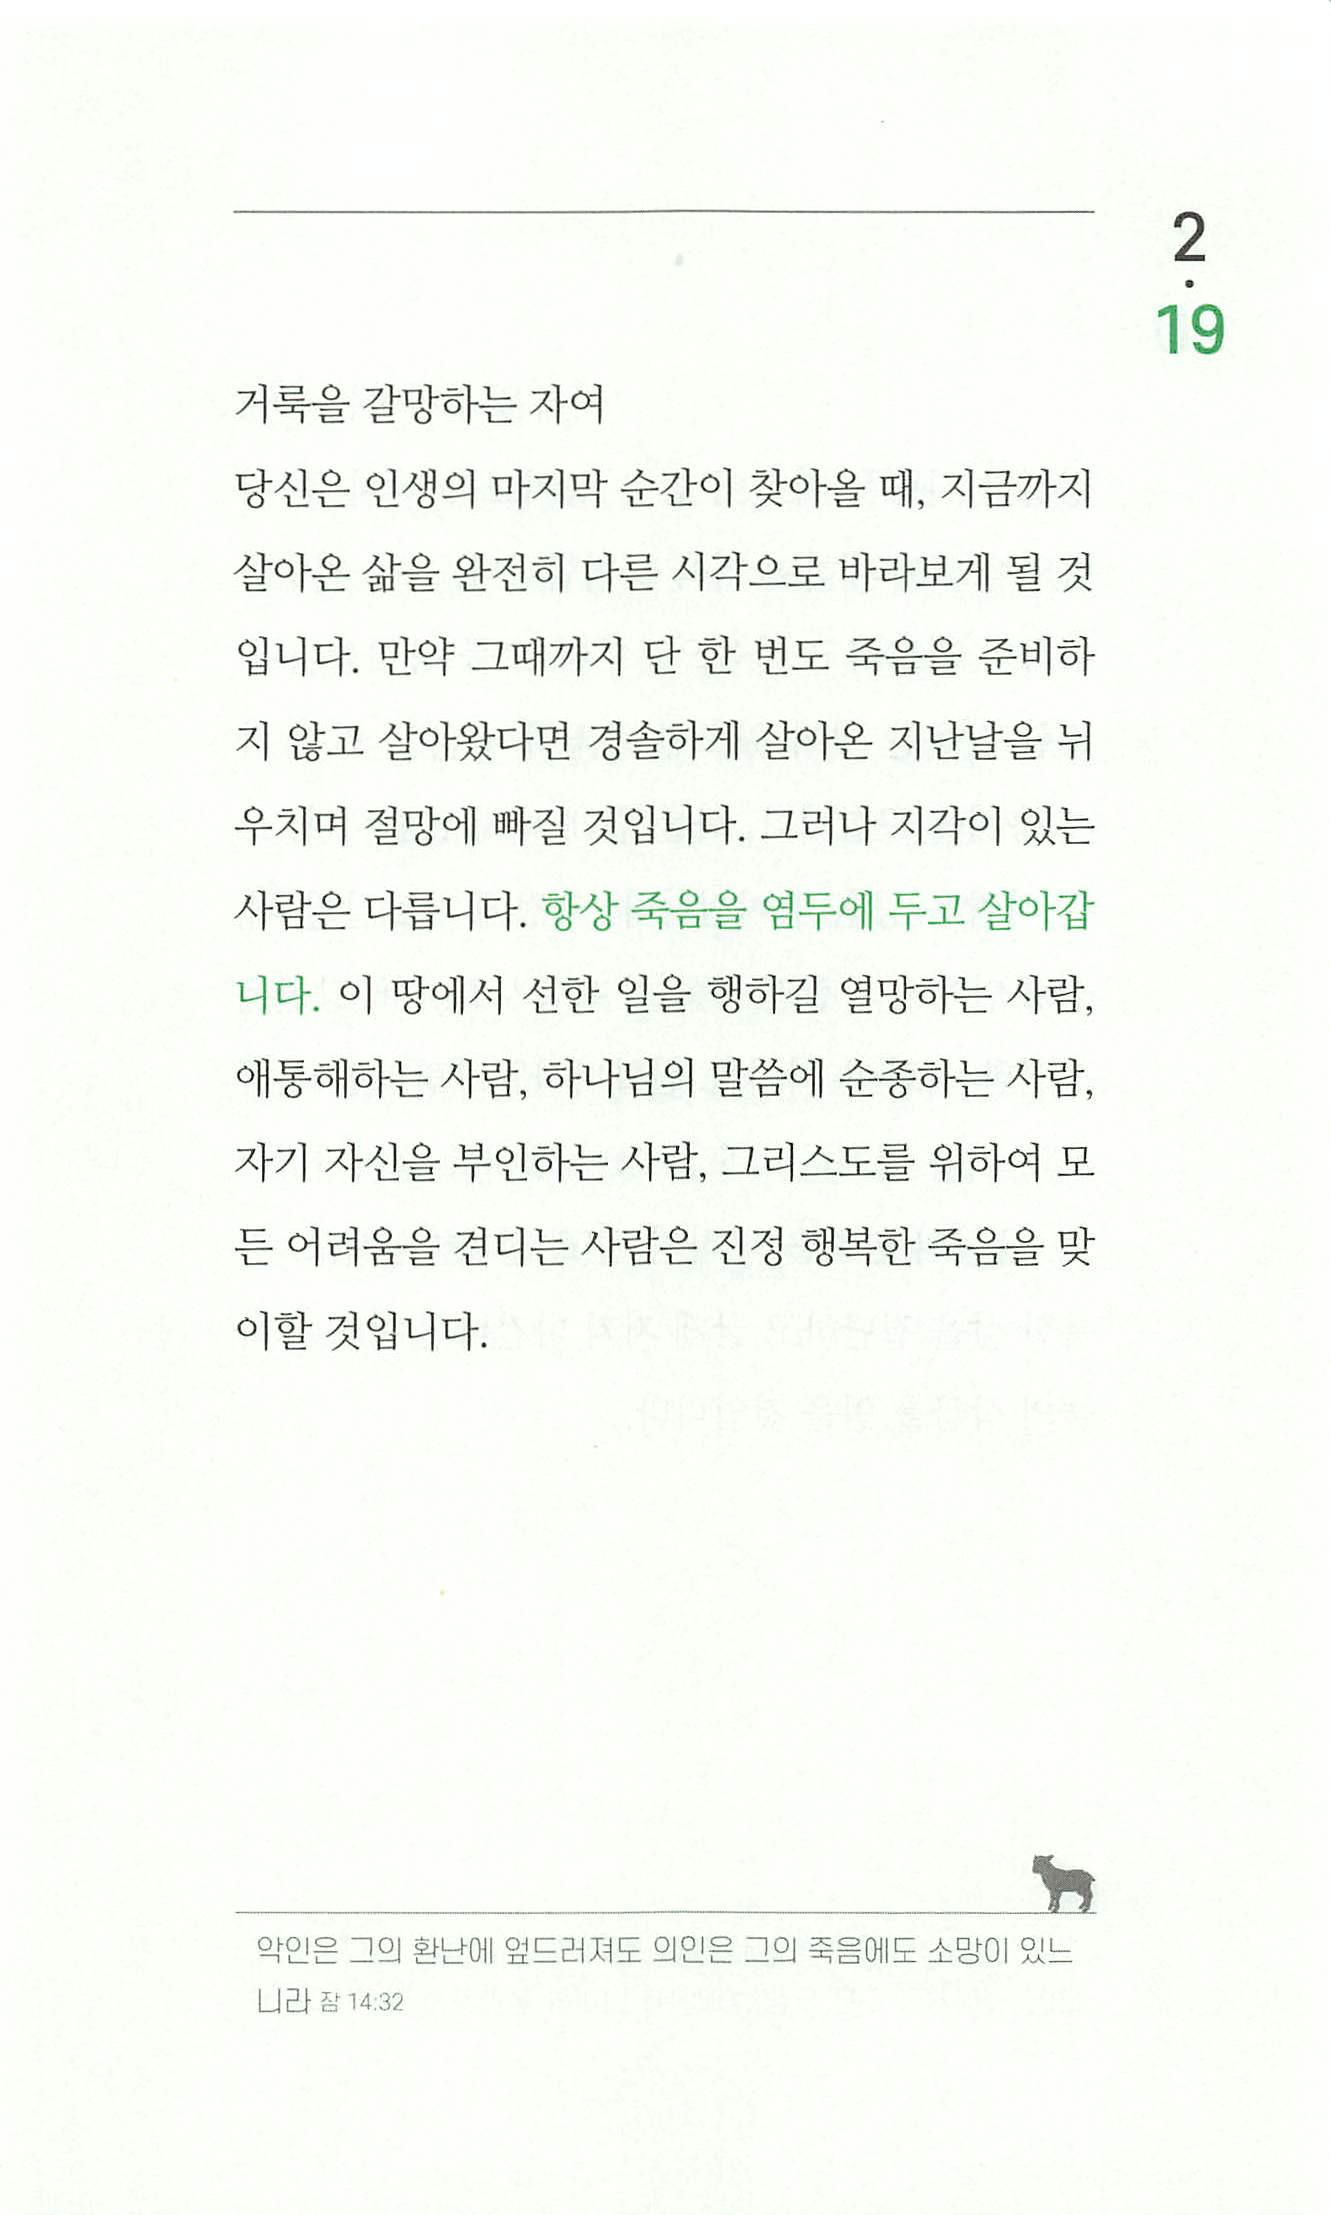 2
·
19
거룩을 갈망하는 자여
당신은 인생의 마지막 순간이 찾아올 때, 지금까지
살아온 삶을 완전히 다른 시각으로 바라보게 될 것
입니다. 만약 그때까지 단 한 번도 죽음을 준비하
지 않고 살아왔다면 경솔하게 살아온 지난날을 뉘
우치며 절망에 빠질 것입니다. 그러나 지각이 있는
사람은 다릅니다. 항상 죽음을 염두에 두고 살아갑
니다. 이 땅에서 선한 일을 행하길 열망하는 사람,
애통해하는 사람, 하나님의 말씀에 순종하는 사람,
자기 자신을 부인하는 사람, 그리스도를 위하여 모
든 어려움을 견디는 사람은 진정 행복한 죽음을 맞
이할 것입니다.
악인은 그의 환난에 엎드러져도 의인은 그의 죽음에도 소망이 있느
니라 잠 14:32